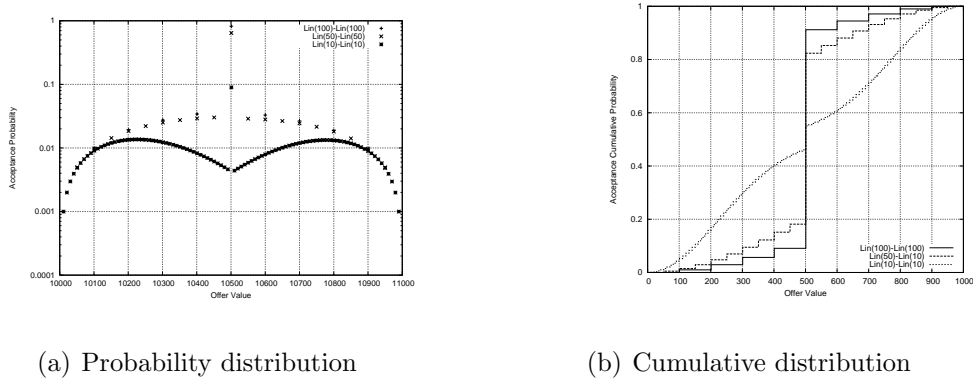 1
0.1
0.01
0.001
0.0001
Acceptance Probability
10000 10100 10200 10300 10400 10500 10600 10700 10800 10900 11000
Offer Value
Lin(100)-Lin(100)
Lin(50)-Lin(50)
Lin(10)-Lin(10)
1
0.8
0.6
0.4
0.2
0
Acceptance Cumulative Probability
0 100 200 300 400 500 600 700 800 900 1000
Offer Value
Lin(100)-Lin(100)
Lin(50)-Lin(10)
Lin(10)-Lin(10)
(a) Probability distribution
(b) Cumulative distribution